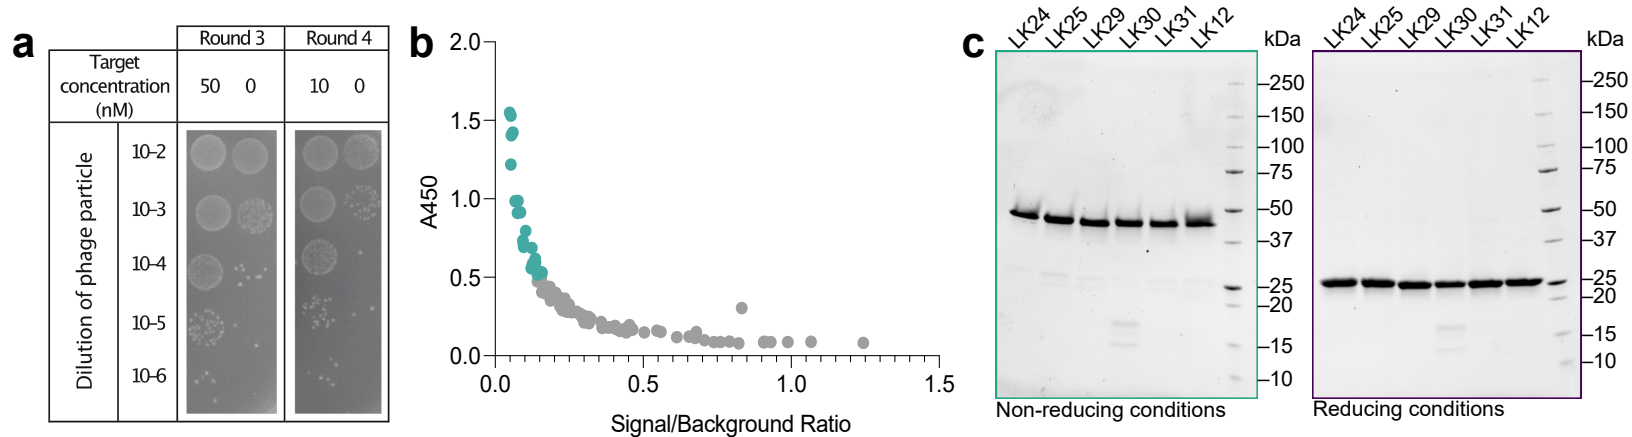 a
Round 3 Round 4
Target
concentration
(nM)
50 0 10 0
Dilution of phage particle
10–2
10–3
10–4
10–5
10–6
b
2.0
1.5
1.0
0.5
0.0
A450
0.0 0.5 1.0 1.5
Signal/Background Ratio
c
LK24 LK25 LK29 LK30 LK31 LK12
kDa
250
150
100
75
50
37
25
20
15
10
Non-reducing conditions
LK24 LK25 LK29 LK30 LK31 LK12
kDa
250
150
100
75
50
37
25
20
15
10
Reducing conditions